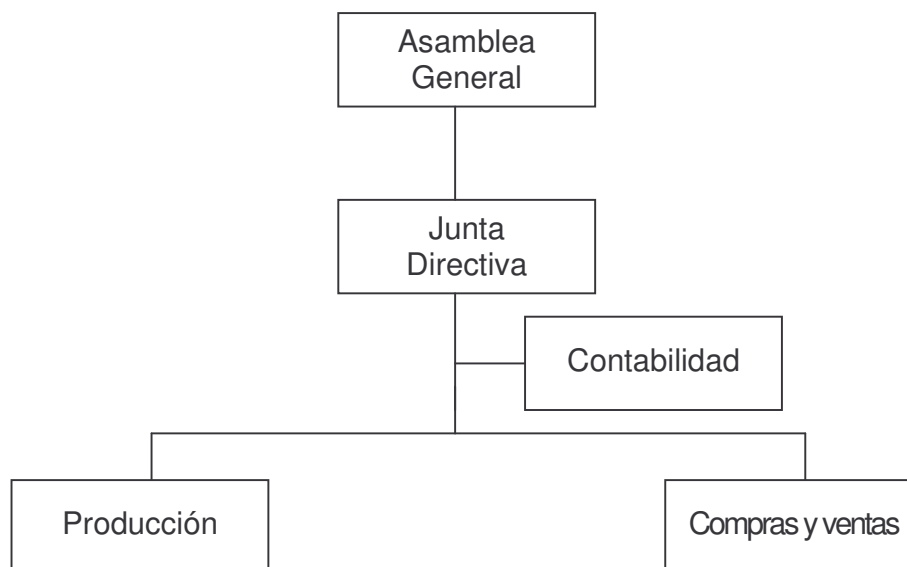 Asamblea
General
Junta
Directiva
Contabilidad
Producción
Compras y ventas